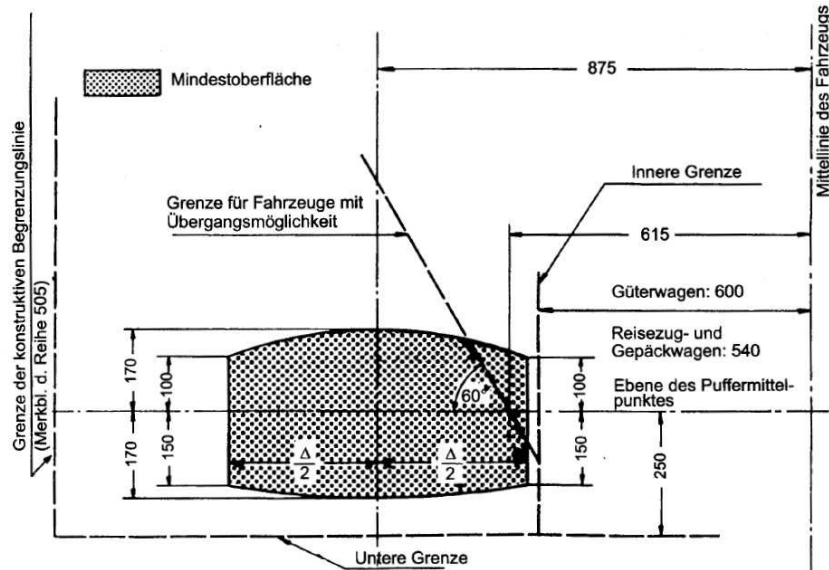 Mindestoberfläche
875
Mittellinie des Fahrzeugs
Innere Grenze
Grenze für Fahrzeuge mit
Übergangsmöglichkeit
615
Güterwagen: 600
Reisezug- und
Gepäckwagen: 540
Ebene des Puffermittel-
punktes
Grenze der konstruktiven Begrenzungslinie
(Merkbl. d. Reihe 505)
170
100
60°
100
170
150
Δ
2
Δ
2
150
250
Untere Grenze